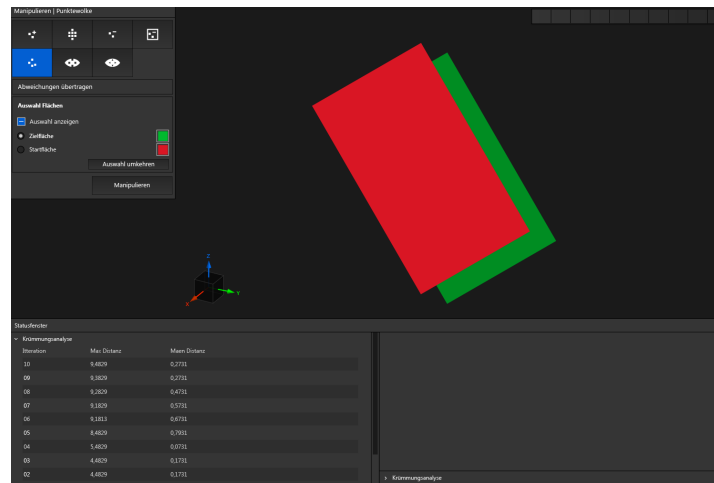 Manipulieren | Punktewolke
Abweichungen übertragen
Auswahl Flächen
Auswahl anzeigen
Zielfläche
Startfläche
Auswahl umkehren
Manipulieren
Z
X
Y
Statusfenster
Krümmungsanalyse
Itteration Max Distanz Maen Distanz
10 9,4829 0,2731
09 9,3829 0,2731
08 9,2829 0,4731
07 9,1829 0,5731
06 9,1813 0,6731
05 8,4829 0,7931
04 5,4829 0,0731
03 4,4829 0,1731
02 4,4829 0,1731
Krümmungsanalyse